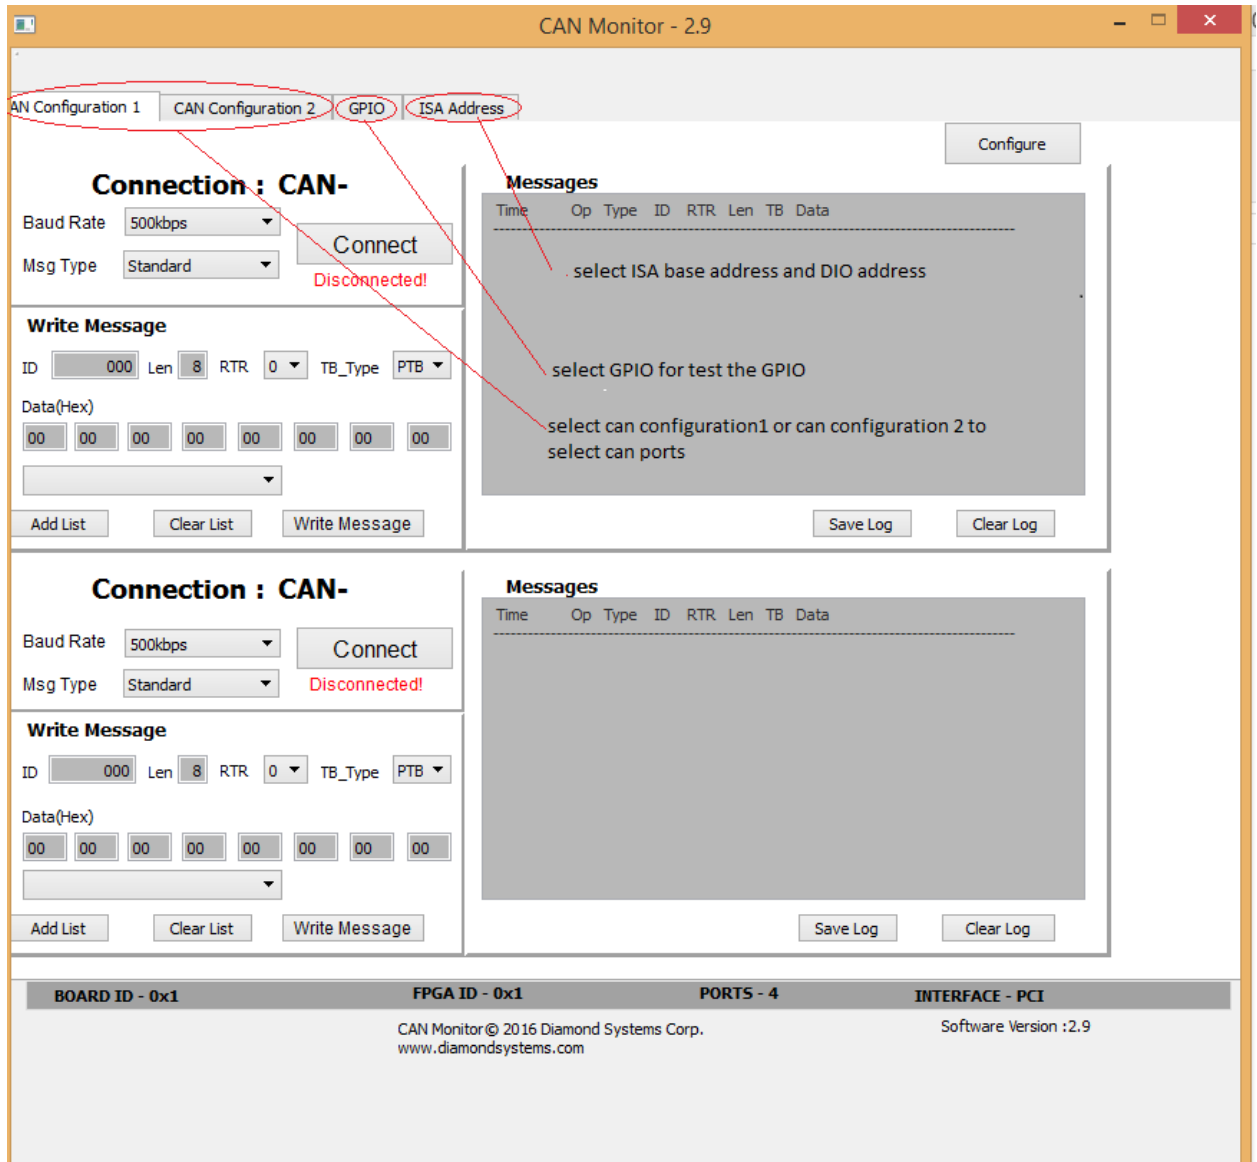 CAN Monitor - 2.9
AN Configuration 1 CAN Configuration 2 GPIO ISA Address
Configure
Connection : CAN-
Baud Rate 500kbps
Connect
Msg Type Standard
Disconnected!
Messages
Time Op Type ID RTR Len TB Data
select ISA base address and DIO address
select GPIO for test the GPIO
select can configuration1 or can configuration 2 to
select can ports
Write Message
ID 000 Len 8 RTR 0 TB_Type PTB
Data(Hex)
00 00 00 00 00 00 00 00
Add List Clear List Write Message
Save Log Clear Log
Connection : CAN-
Baud Rate 500kbps
Connect
Msg Type Standard
Disconnected!
Messages
Time Op Type ID RTR Len TB Data
Write Message
ID 000 Len 8 RTR 0 TB_Type PTB
Data(Hex)
00 00 00 00 00 00 00 00
Add List Clear List Write Message
Save Log Clear Log
BOARD ID - 0x1 FPGA ID - 0x1 PORTS - 4 INTERFACE - PCI
CAN Monitor© 2016 Diamond Systems Corp. Software Version :2.9
www.diamondsystems.com